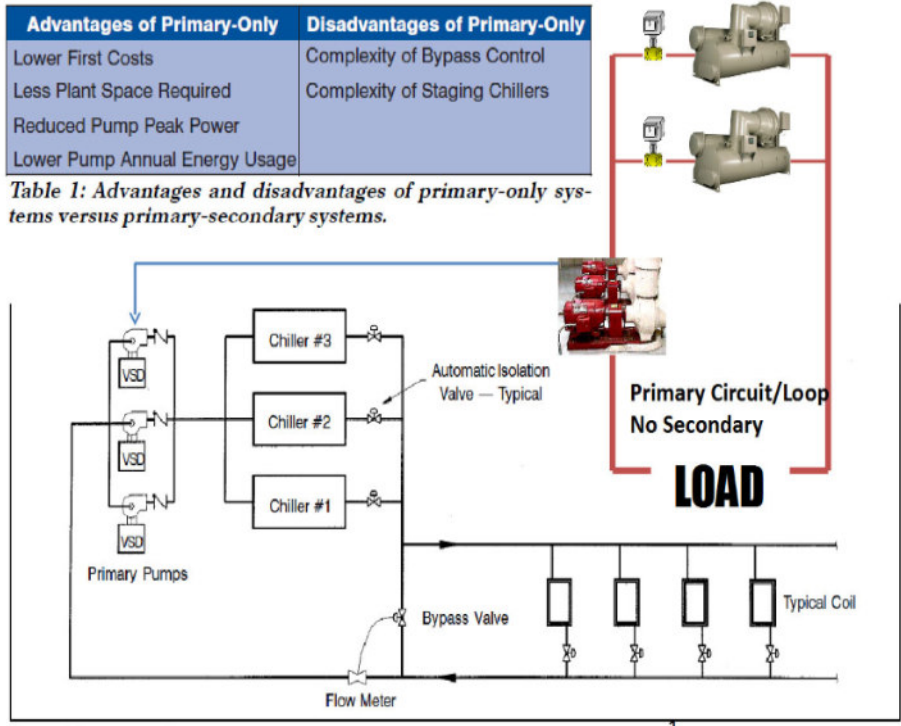 Advantages of Primary-Only
Disadvantages of Primary-Only
Lower First Costs
Complexity of Bypass Control
Less Plant Space Required
Complexity of Staging Chillers
Reduced Pump Peak Power
Lower Pump Annual Energy Usage
Table 1: Advantages and disadvantages of primary-only sys-
tems versus primary-secondary systems.
Chiller #3
VSD
Automatic Isolation
Valve — Typical
Chiller #2
VSD
Chiller #1
VSD
Primary Pumps
Primary Circuit/Loop
No Secondary
LOAD
Bypass Valve
Typical Coil
Flow Meter